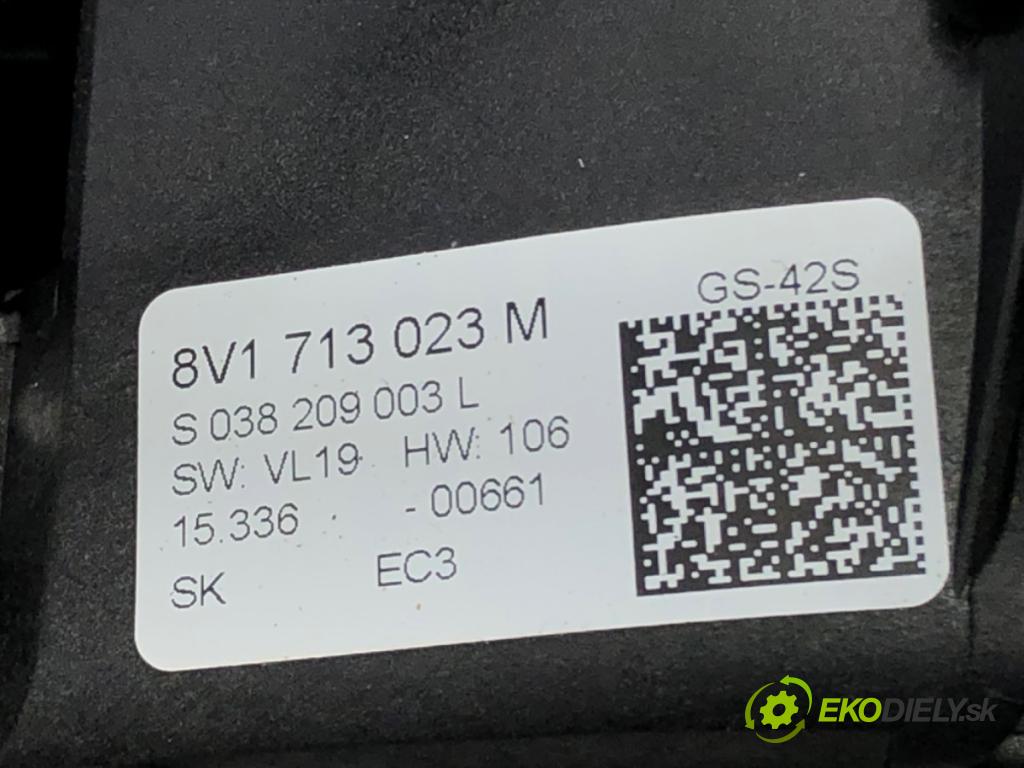 GS-42S
8V1 713 023 M
S 038 209 003 L
SW: VL19 HW: 106
15.336 - 00661
SK EC3
EKODIELY.sk